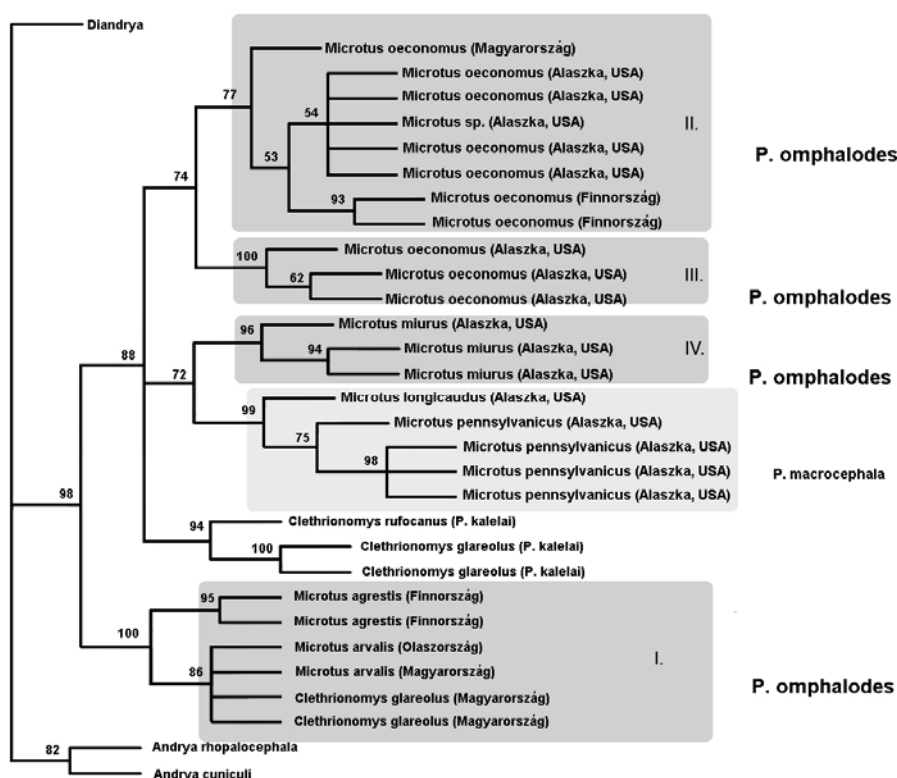 Diandrya
Microtus oeconomus (Magyarország)
Microtus oeconomus (Alaszka, USA)
77
Microtus oeconomus (Alaszka, USA)
54
Microtus sp. (Alaszka, USA)
II.
Microtus oeconomus (Alaszka, USA)
P. omphalodes
53
Microtus oeconomus (Alaszka, USA)
74
93
Microtus oeconomus (Finnország)
Microtus oeconomus (Finnország)
100
Microtus oeconomus (Alaszka, USA)
62
Microtus oeconomus (Alaszka, USA)
III.
Microtus oeconomus (Alaszka, USA)
P. omphalodes
96
Microtus miurus (Alaszka, USA)
88
94
Microtus miurus (Alaszka, USA)
IV.
72
Microtus miurus (Alaszka, USA)
P. omphalodes
99
Microtus longicaudus (Alaszka, USA)
75
Microtus pennsylvanicus (Alaszka, USA)
Microtus pennsylvanicus (Alaszka, USA)
98
Microtus pennsylvanicus (Alaszka, USA)
P. macrocephala
98
Microtus pennsylvanicus (Alaszka, USA)
94
Clethrionomys rufocanus (P. kalelai)
100
Clethrionomys glareolus (P. kalelai)
Clethrionomys glareolus (P. kalelai)
95
Microtus agrestis (Finnország)
Microtus agrestis (Finnország)
100
Microtus arvalis (Olaszország)
I.
86
Microtus arvalis (Magyarország)
Clethrionomys glareolus (Magyarország)
P. omphalodes
Clethrionomys glareolus (Magyarország)
82
Andrya rhopalocephala
Andrya cuniculi